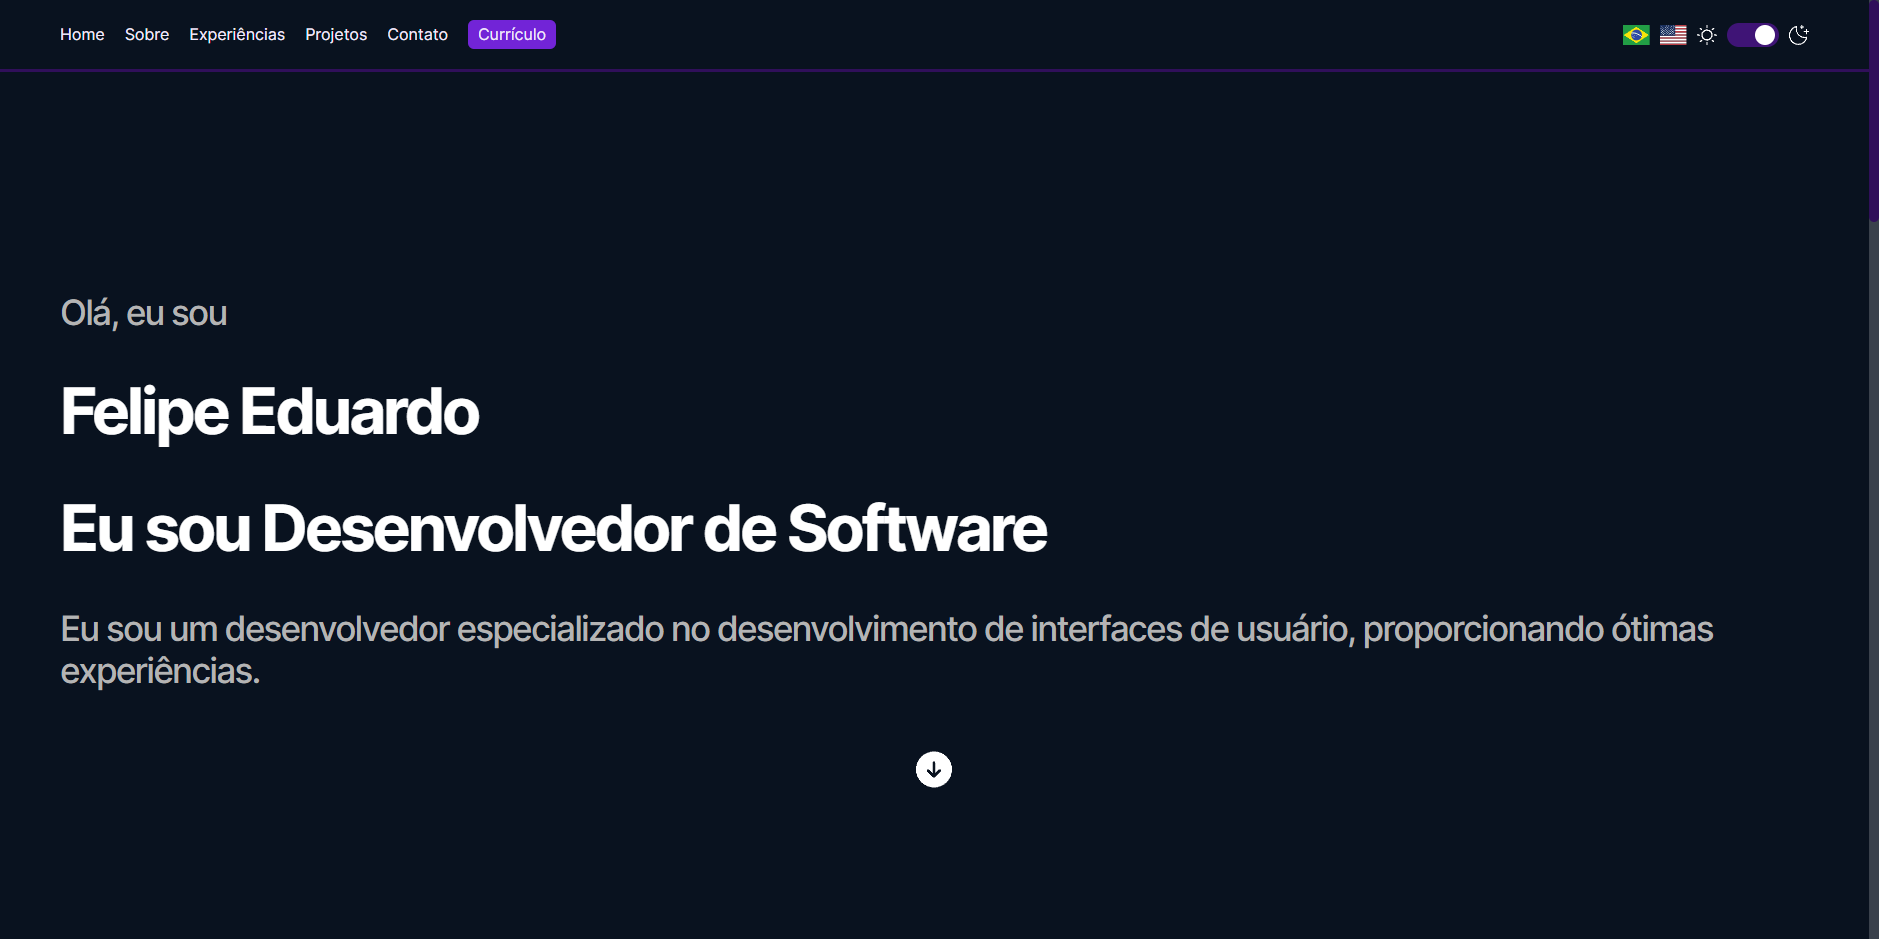 Home Sobre Experiências Projetos Contato Currículo
Olá, eu sou
Felipe Eduardo
Eu sou Desenvolvedor de Software
Eu sou um desenvolvedor especializado no desenvolvimento de interfaces de usuário, proporcionando ótimas
experiências.